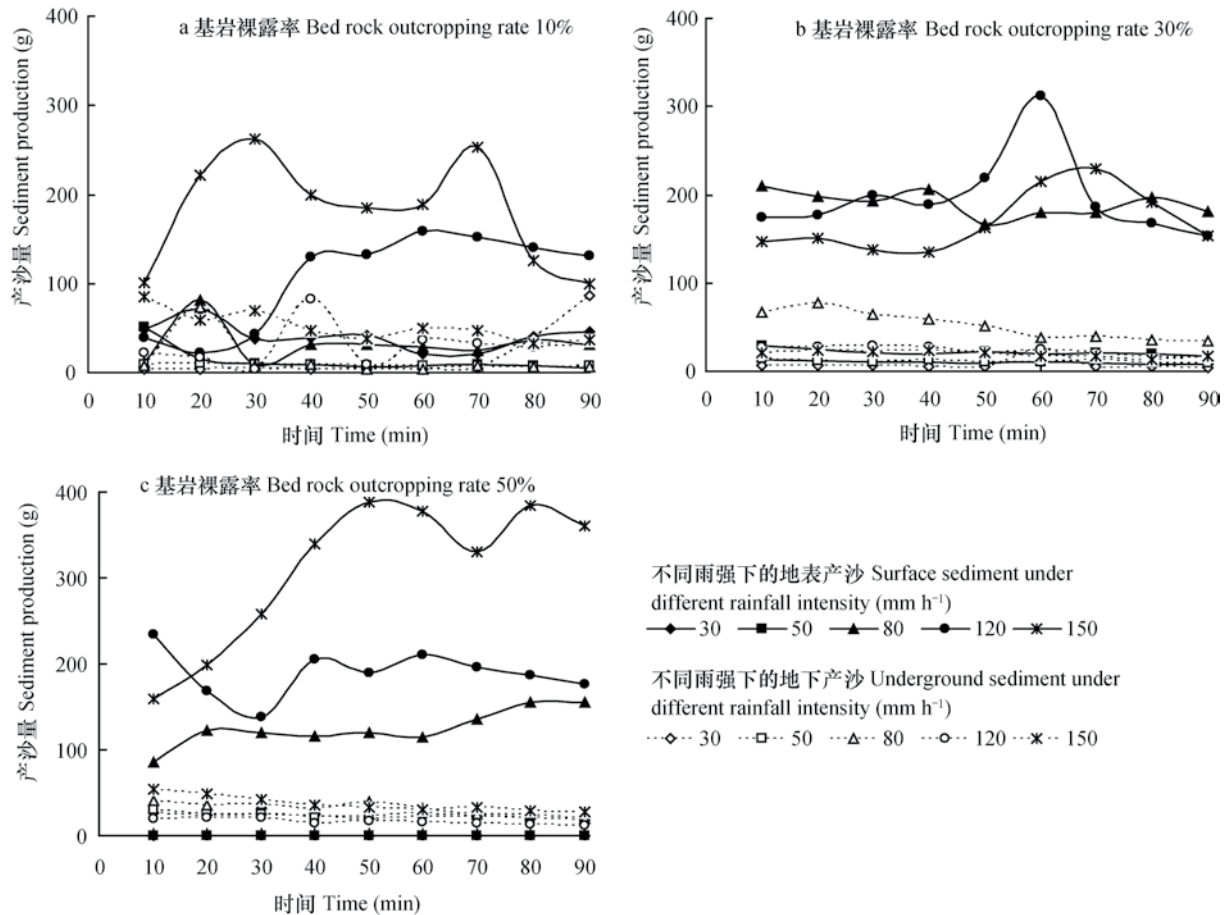 a 基岩裸露率 Bed rock outcropping rate 10%
产沙量 Sediment production (g)
400
300
200
100
0
0 10 20 30 40 50 60 70 80 90
时间 Time (min)
b 基岩裸露率 Bed rock outcropping rate 30%
产沙量 Sediment production (g)
400
300
200
100
0
0 10 20 30 40 50 60 70 80 90
时间 Time (min)
c 基岩裸露率 Bed rock outcropping rate 50%
产沙量 Sediment production (g)
400
300
200
100
0
0 10 20 30 40 50 60 70 80 90
时间 Time (min)
不同雨强下的地表产沙 Surface sediment under
different rainfall intensity (mm h⁻¹)
30 50 80 120 150
不同雨强下的地下产沙 Underground sediment under
different rainfall intensity (mm h⁻¹)
30 50 80 120 150